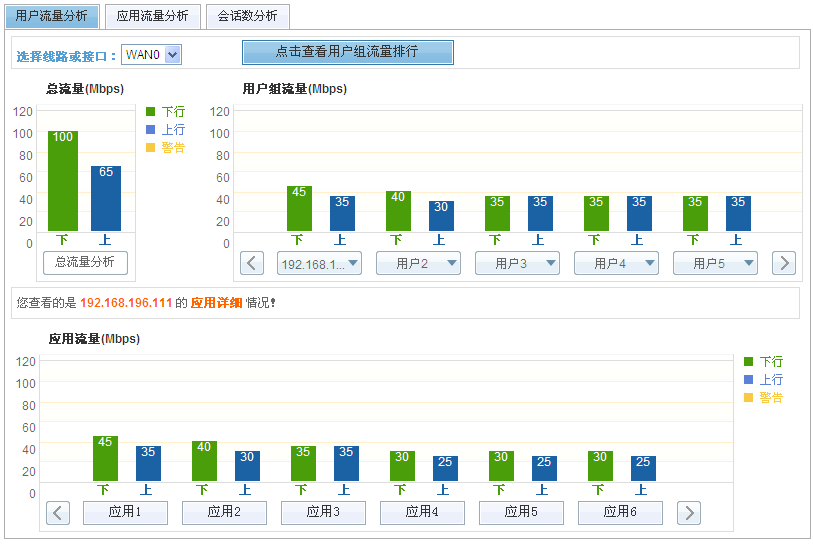 用户流量分析 应用流量分析 会话数分析
选择线路或接口： WAN0 点击查看用户组流量排行
总流量(Mbps) 用户组流量(Mbps)
120
100
80
60
40
20
0
100 65
下 上
总流量分析
下行
上行
警告
120
100
80
60
40
20
0
45 35 40 30 35 35 35 35 35 35
下 上 下 上 下 上 下 上 下 上
192.168.1... 用户2 用户3 用户4 用户5
您查看的是 192.168.196.111 的 应用详细 情况!
应用流量(Mbps)
120
100
80
60
40
20
0
45 35 40 30 35 35 30 25 30 25 30 25
下 上 下 上 下 上 下 上 下 上 下 上
应用1 应用2 应用3 应用4 应用5 应用6
下行
上行
警告